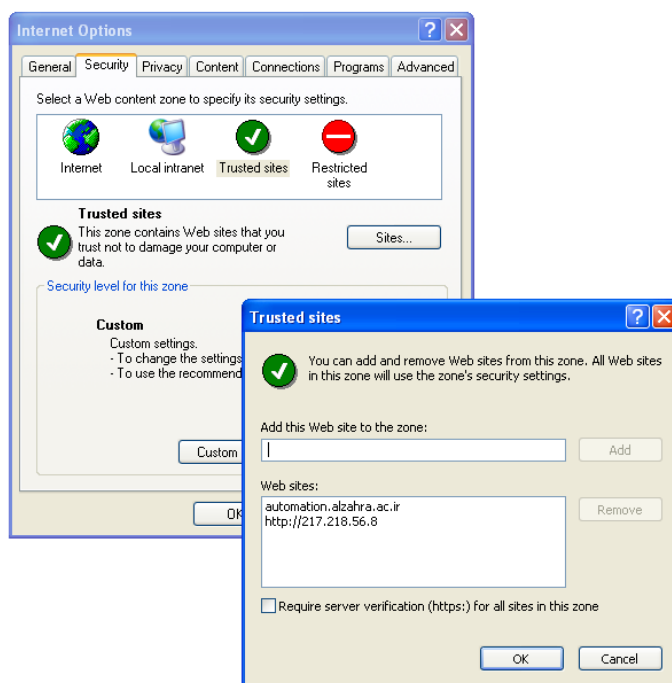 Internet Options
General Security Privacy Content Connections Programs Advanced
Select a Web content zone to specify its security settings.
Internet Local intranet Trusted sites Restricted
sites
Trusted sites
This zone contains Web sites that you
trust not to damage your computer or
data.
Sites...
Security level for this zone
Custom
Custom settings.
- To change the settings
- To use the recommend
Custom
OK
Trusted sites
You can add and remove Web sites from this zone. All Web sites
in this zone will use the zone's security settings.
Add this Web site to the zone:
Add
Web sites:
automation.alzahra.ac.ir
http://217.218.56.8
Remove
Require server verification (https:) for all sites in this zone
OK Cancel